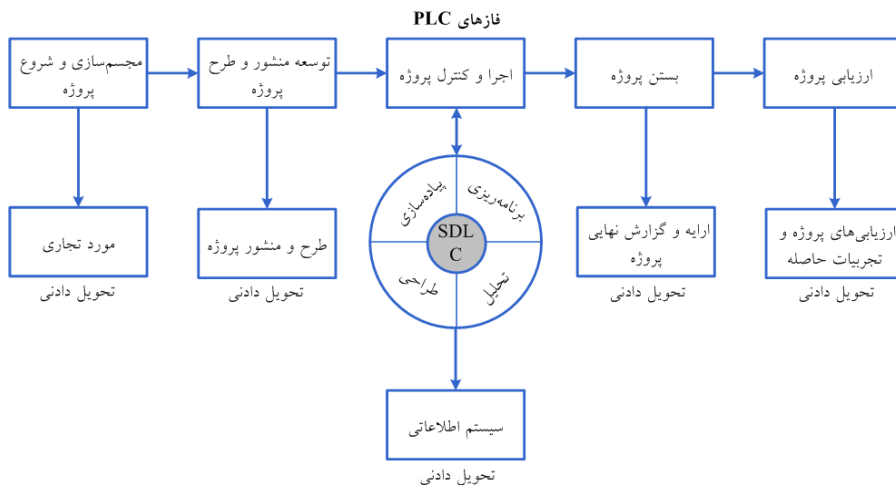 فازهای PLC
مجسم‌سازی و شروع
پروژه
توسعه منشور و طرح
پروژه
اجرا و کنترل پروژه
بستن پروژه
ارزیابی پروژه
پیاده‌سازی
برنامه‌ریزی
SDL
C
طراحی
تحلیل
مورد تجاری
تحویل دادنی
طرح و منشور پروژه
تحویل دادنی
ارایه و گزارش نهایی
پروژه
تحویل دادنی
ارزیابی‌های پروژه و
تجربیات حاصله
تحویل دادنی
سیستم اطلاعاتی
تحویل دادنی